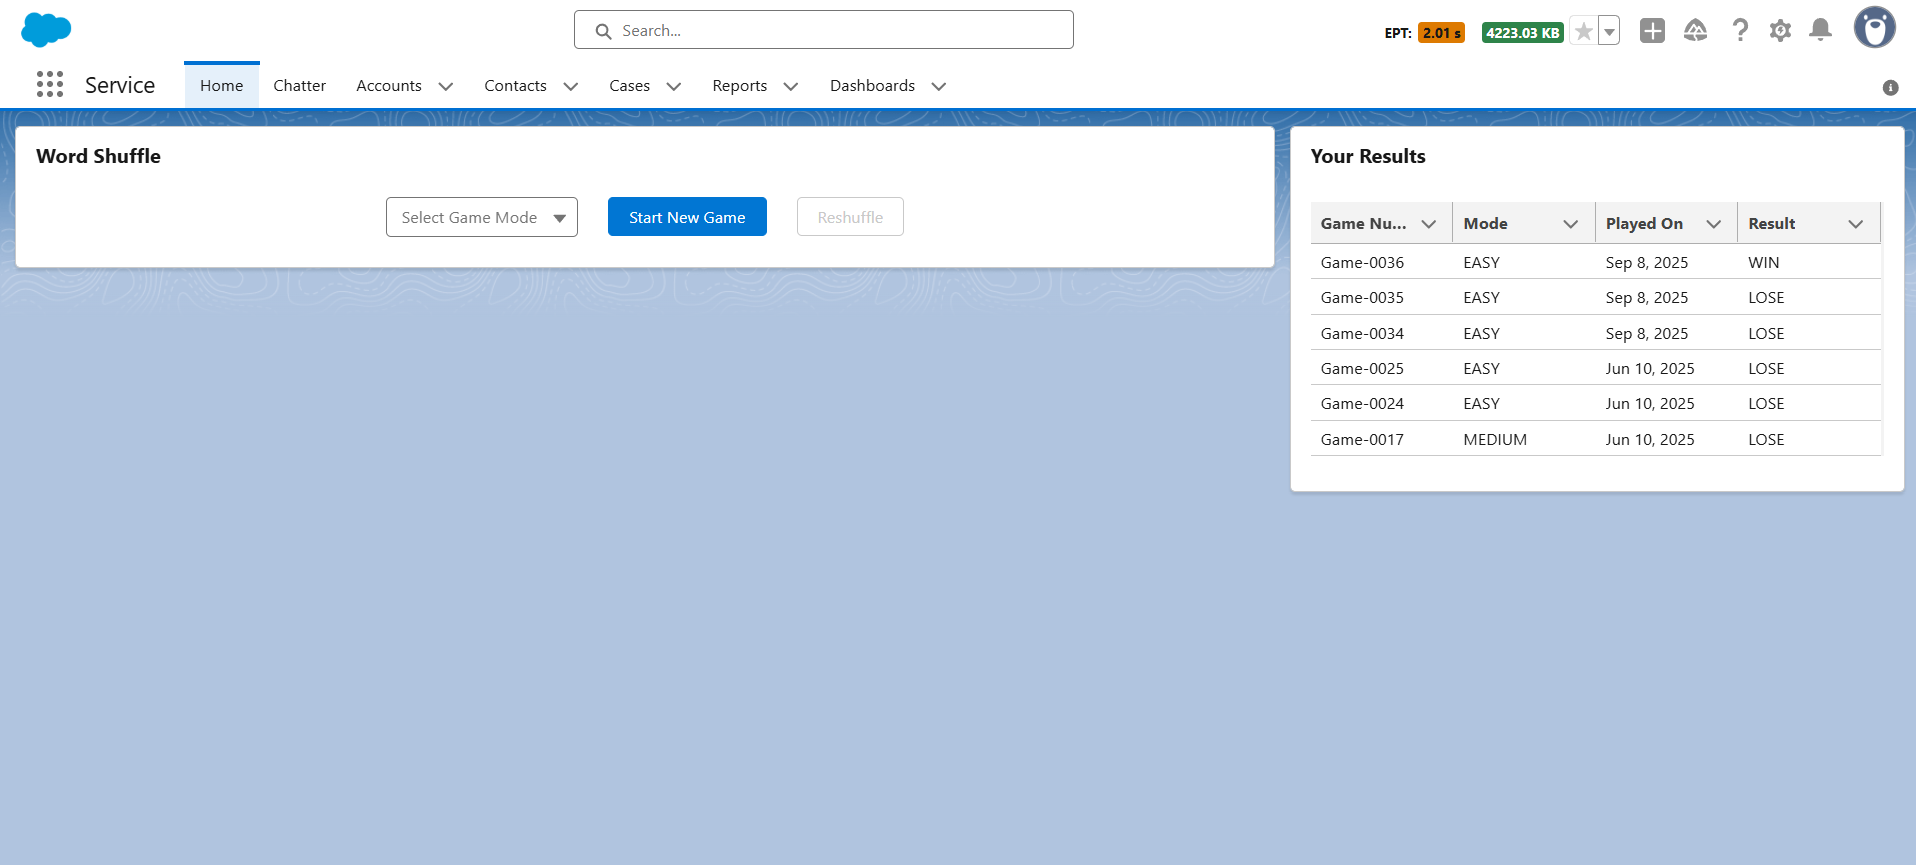 Search...
EPT: 2.01 s 4223.03 KB
Service Home Chatter Accounts Contacts Cases Reports Dashboards
Word Shuffle
Select Game Mode Start New Game Reshuffle
Your Results
Game Nu... Mode Played On Result
Game-0036 EASY Sep 8, 2025 WIN
Game-0035 EASY Sep 8, 2025 LOSE
Game-0034 EASY Sep 8, 2025 LOSE
Game-0025 EASY Jun 10, 2025 LOSE
Game-0024 EASY Jun 10, 2025 LOSE
Game-0017 MEDIUM Jun 10, 2025 LOSE